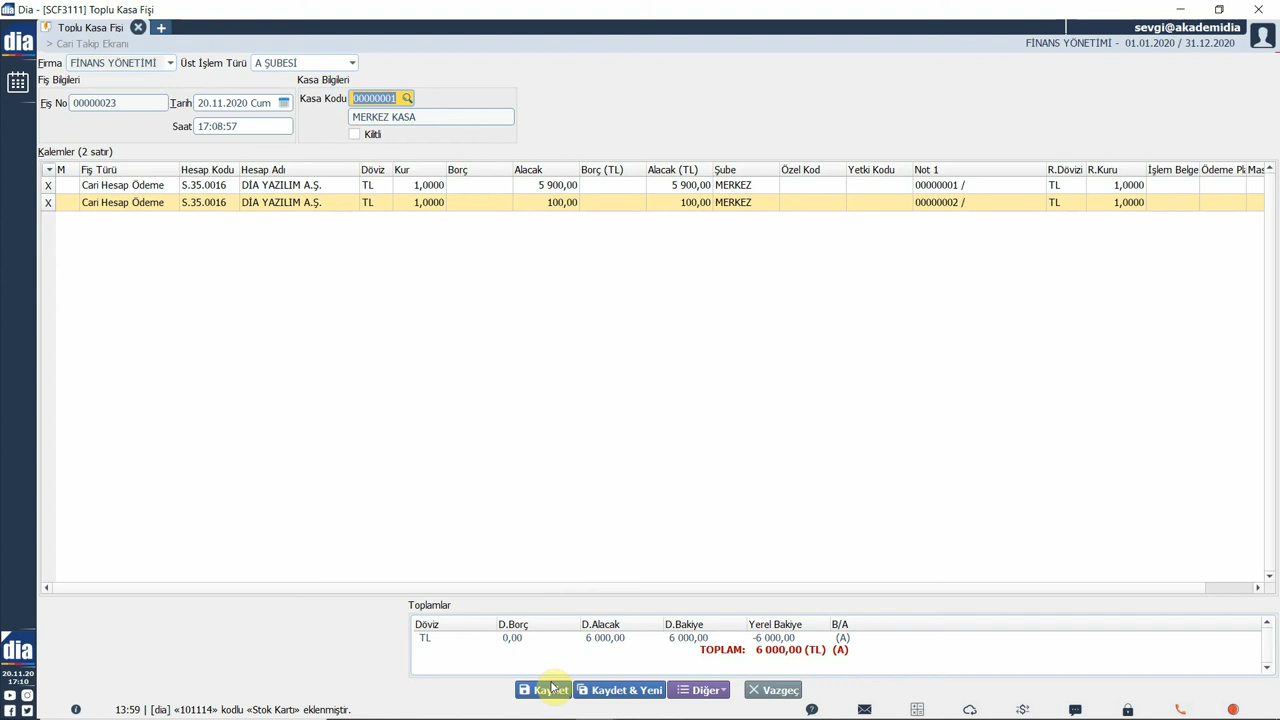 Dia - [SCF3111] Toplu Kasa Fişi
dia
Toplu Kasa Fişi
sevgi@akademidia
> Cari Takip Ekranı
FİNANS YÖNETİMİ - 01.01.2020 / 31.12.2020
Firma FİNANS YÖNETİMİ Üst İşlem Türü A ŞUBESİ
Fiş Bilgileri Kasa Bilgileri
Fiş No 00000023 Tarih 20.11.2020 Cum Kasa Kodu 00000001
MERKEZ KASA
Saat 17:08:57
Kilitli
Kalemler (2 satır)
M Fiş Türü Hesap Kodu Hesap Adı Döviz Kur Borç Alacak Borç (TL) Alacak (TL) Şube Özel Kod Yetki Kodu Not 1 R.Dövizi R.Kuru İşlem Belge Ödeme Pl Mas
X Cari Hesap Ödeme S.35.0016 DİA YAZILIM A.Ş. TL 1,0000 5 900,00 5 900,00 MERKEZ 00000001 / TL 1,0000
X Cari Hesap Ödeme S.35.0016 DİA YAZILIM A.Ş. TL 1,0000 100,00 100,00 MERKEZ 00000002 / TL 1,0000
Toplamlar
Döviz D.Borç D.Alacak D.Bakiye Yerel Bakiye B/A
TL 0,00 6 000,00 6 000,00 -6 000,00 (A)
TOPLAM: 6 000,00 (TL) (A)
Kaydet Kaydet & Yeni Diğer Vazgeç
dia
20.11.20
17:10
13:59 | [dia] «101114» kodlu «Stok Kartı» eklenmiştir.